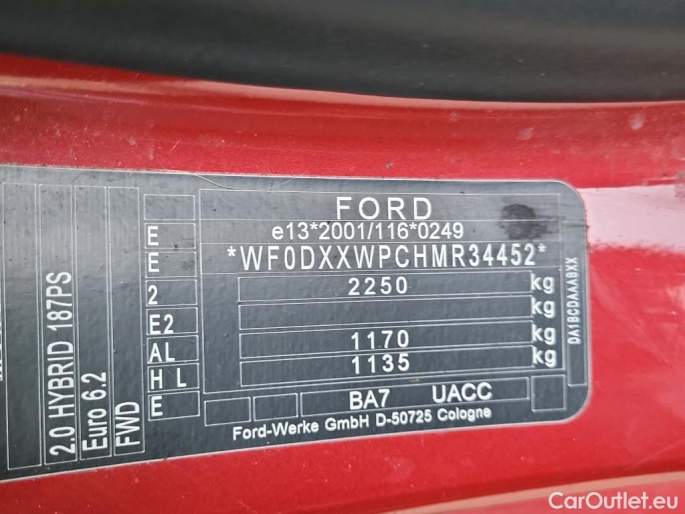 FORD
e13*2001/116*0249
*WF0DXXWPCHMR34452*
2250 kg
kg
1170 kg
1135 kg
BA7 UACC
Ford-Werke GmbH D-50725 Cologne
E
E
2
E2
AL
H L
E
2.0 HYBRID 187PS
Euro 6.2
FWD
DA1BCDAAABXX
CarOutlet.eu